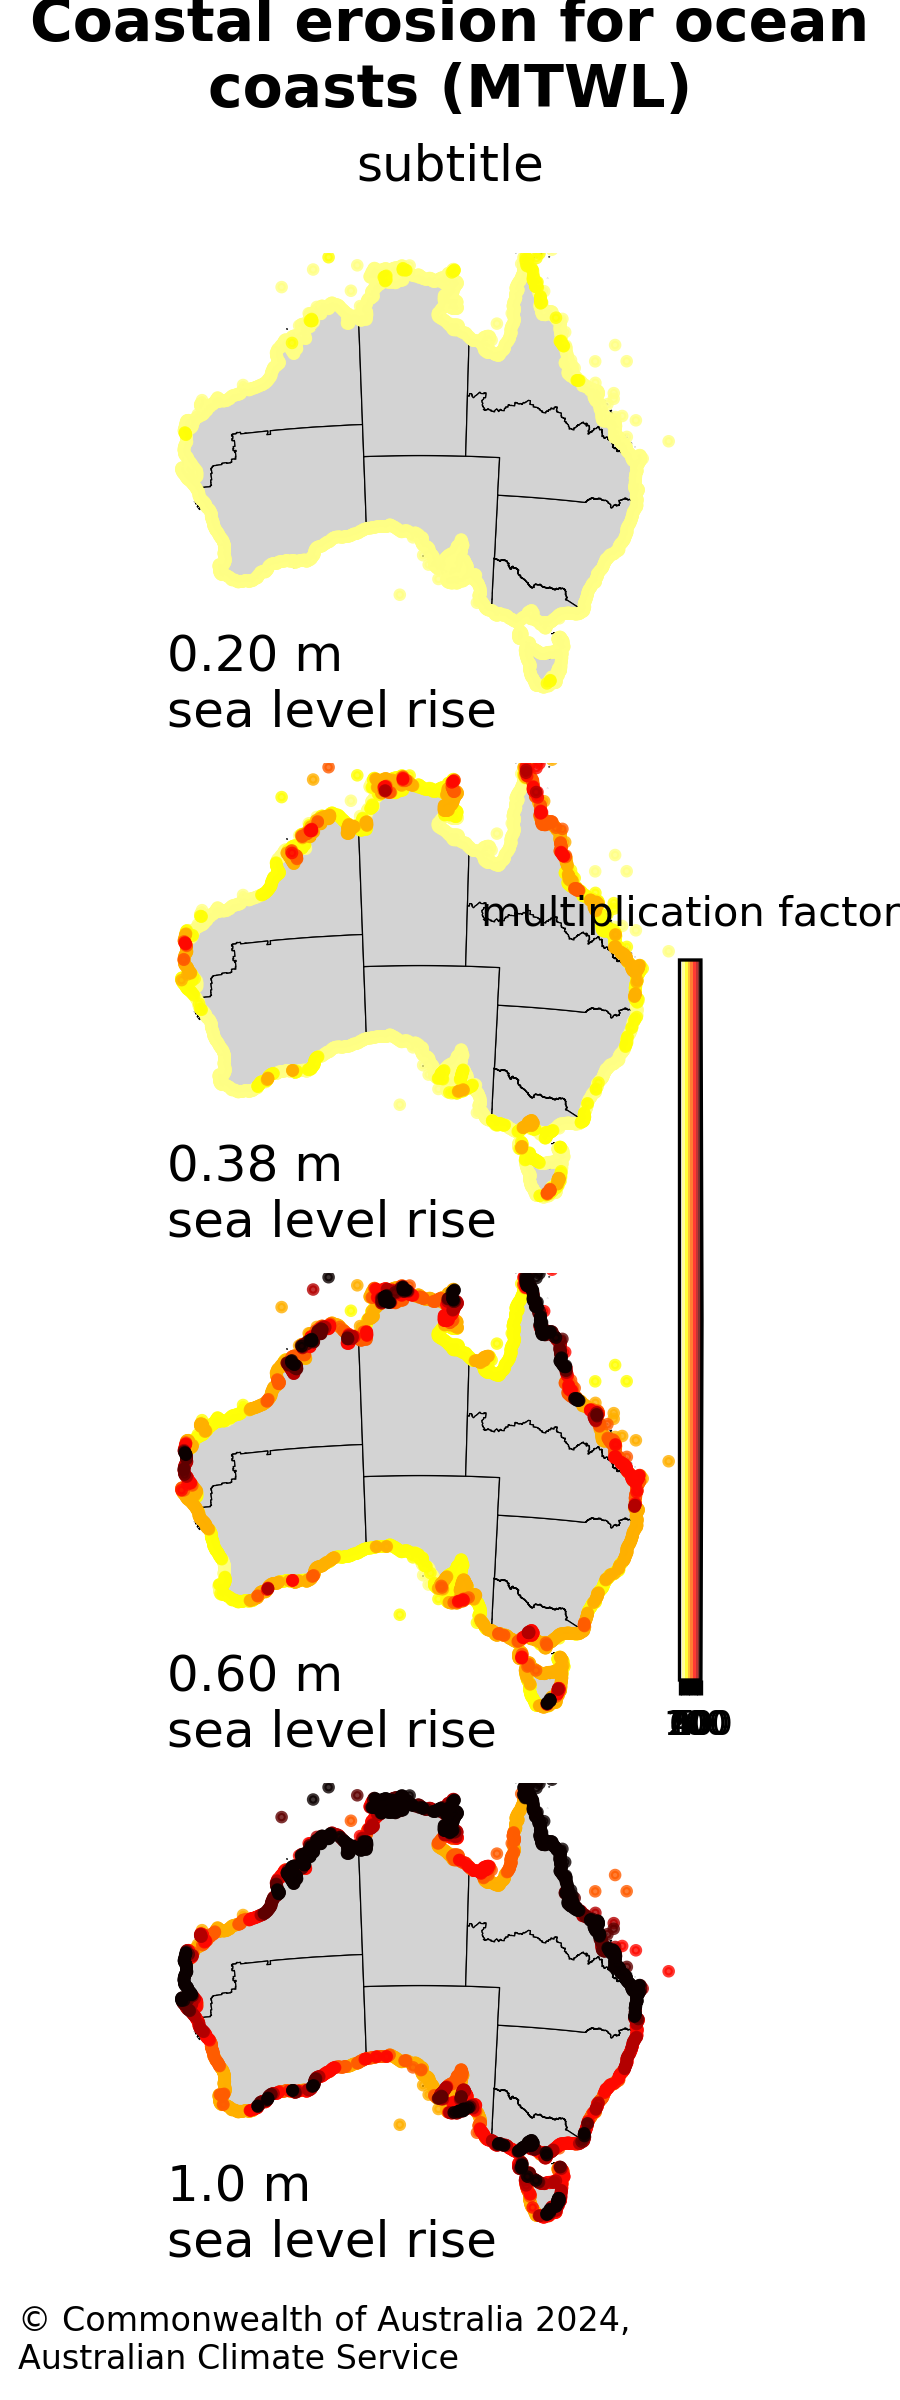 Coastal erosion for ocean
coasts (MTWL)
subtitle
0.20 m
sea level rise
multiplication factor
0.38 m
sea level rise
0.60 m
sea level rise
1.0 m
sea level rise
© Commonwealth of Australia 2024,
Australian Climate Service